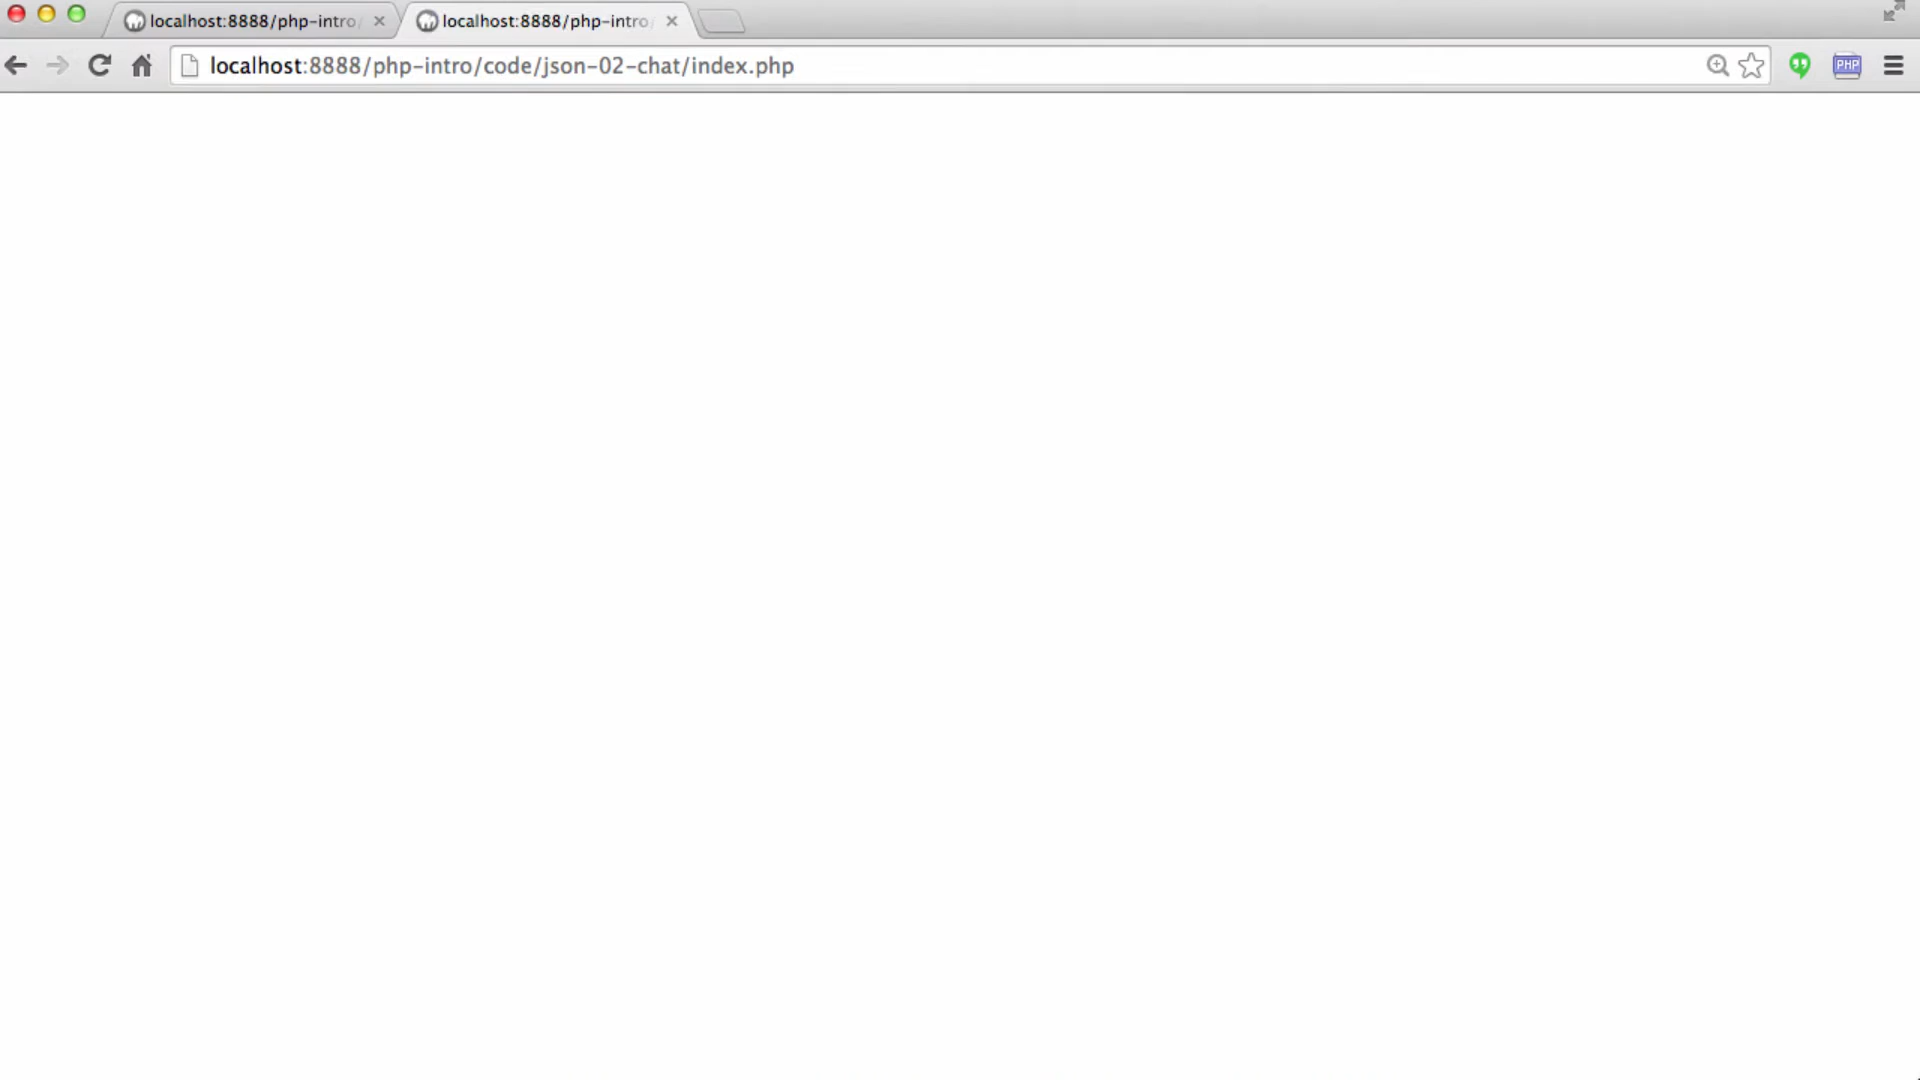 localhost:8888/php-intro/
localhost:8888/php-intro/
localhost:8888/php-intro/code/json-02-chat/index.php
PHP